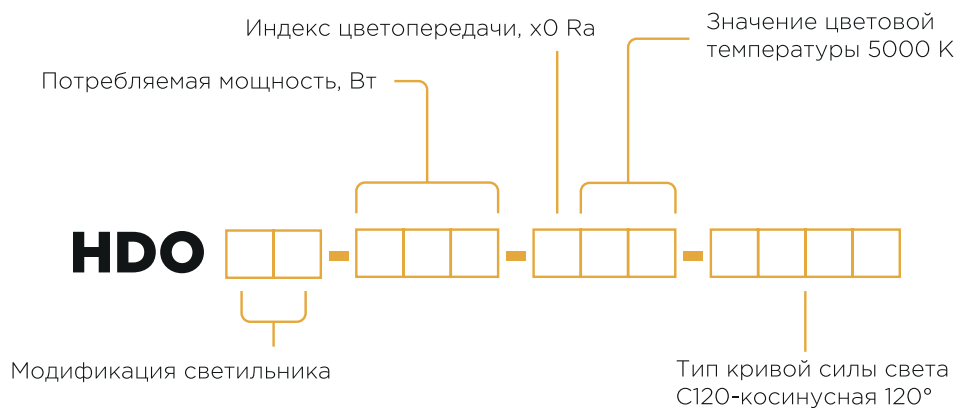 Индекс цветопередачи, x0 Ra
Значение цветовой
температуры 5000 K
Потребляемая мощность, Вт
HDO
Модификация светильника
Тип кривой силы света
С120-косинусная 120°